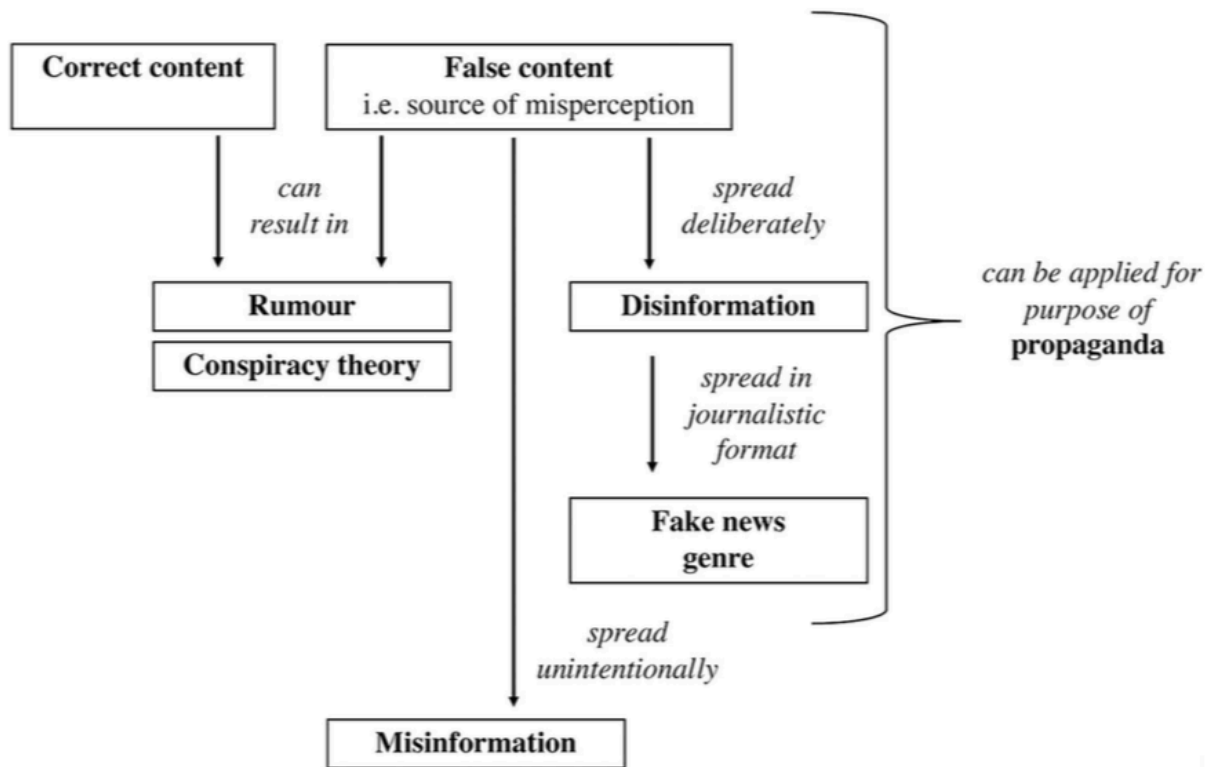 Correct content
False content
i.e. source of misperception
can
result in
spread
deliberately
Rumour
Conspiracy theory
Disinformation
can be applied for
purpose of
propaganda
spread in
journalistic
format
Fake news
genre
spread
unintentionally
Misinformation